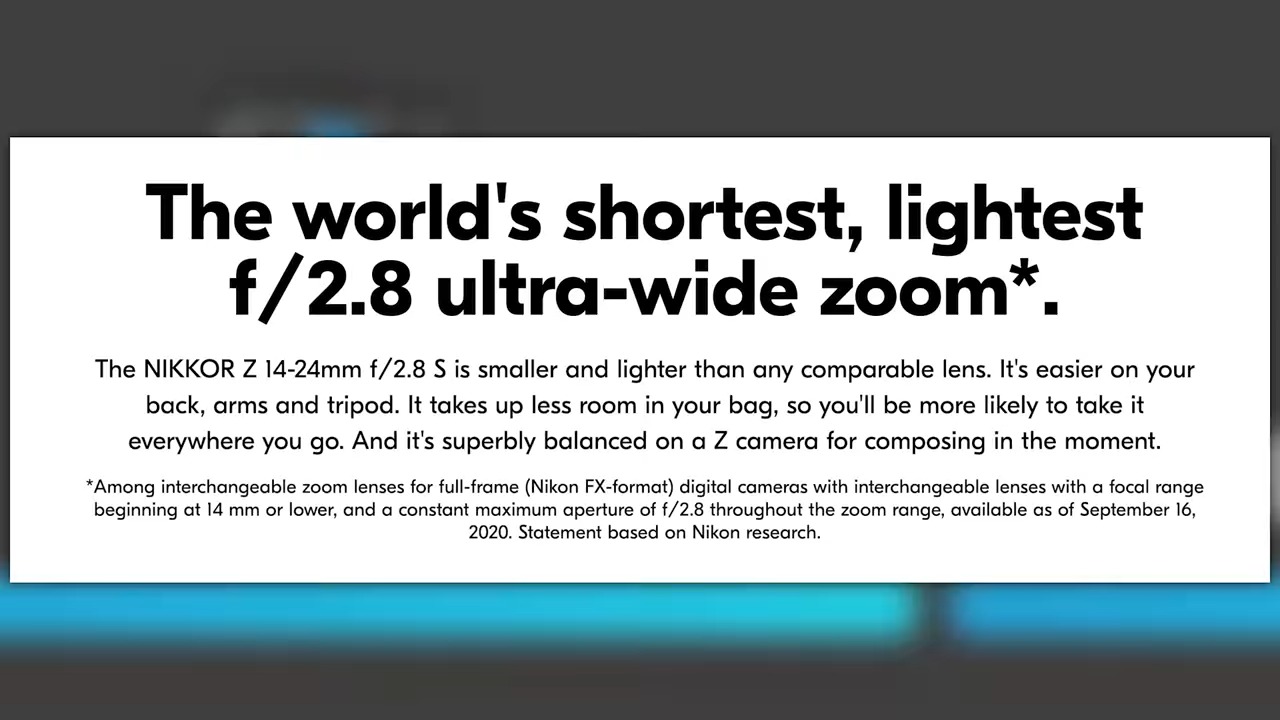 The world's shortest, lightest
f/2.8 ultra-wide zoom*.
The NIKKOR Z 14-24mm f/2.8 S is smaller and lighter than any comparable lens. It's easier on your
back, arms and tripod. It takes up less room in your bag, so you'll be more likely to take it
everywhere you go. And it's superbly balanced on a Z camera for composing in the moment.
*Among interchangeable zoom lenses for full-frame (Nikon FX-format) digital cameras with interchangeable lenses with a focal range
beginning at 14 mm or lower, and a constant maximum aperture of f/2.8 throughout the zoom range, available as of September 16,
2020. Statement based on Nikon research.